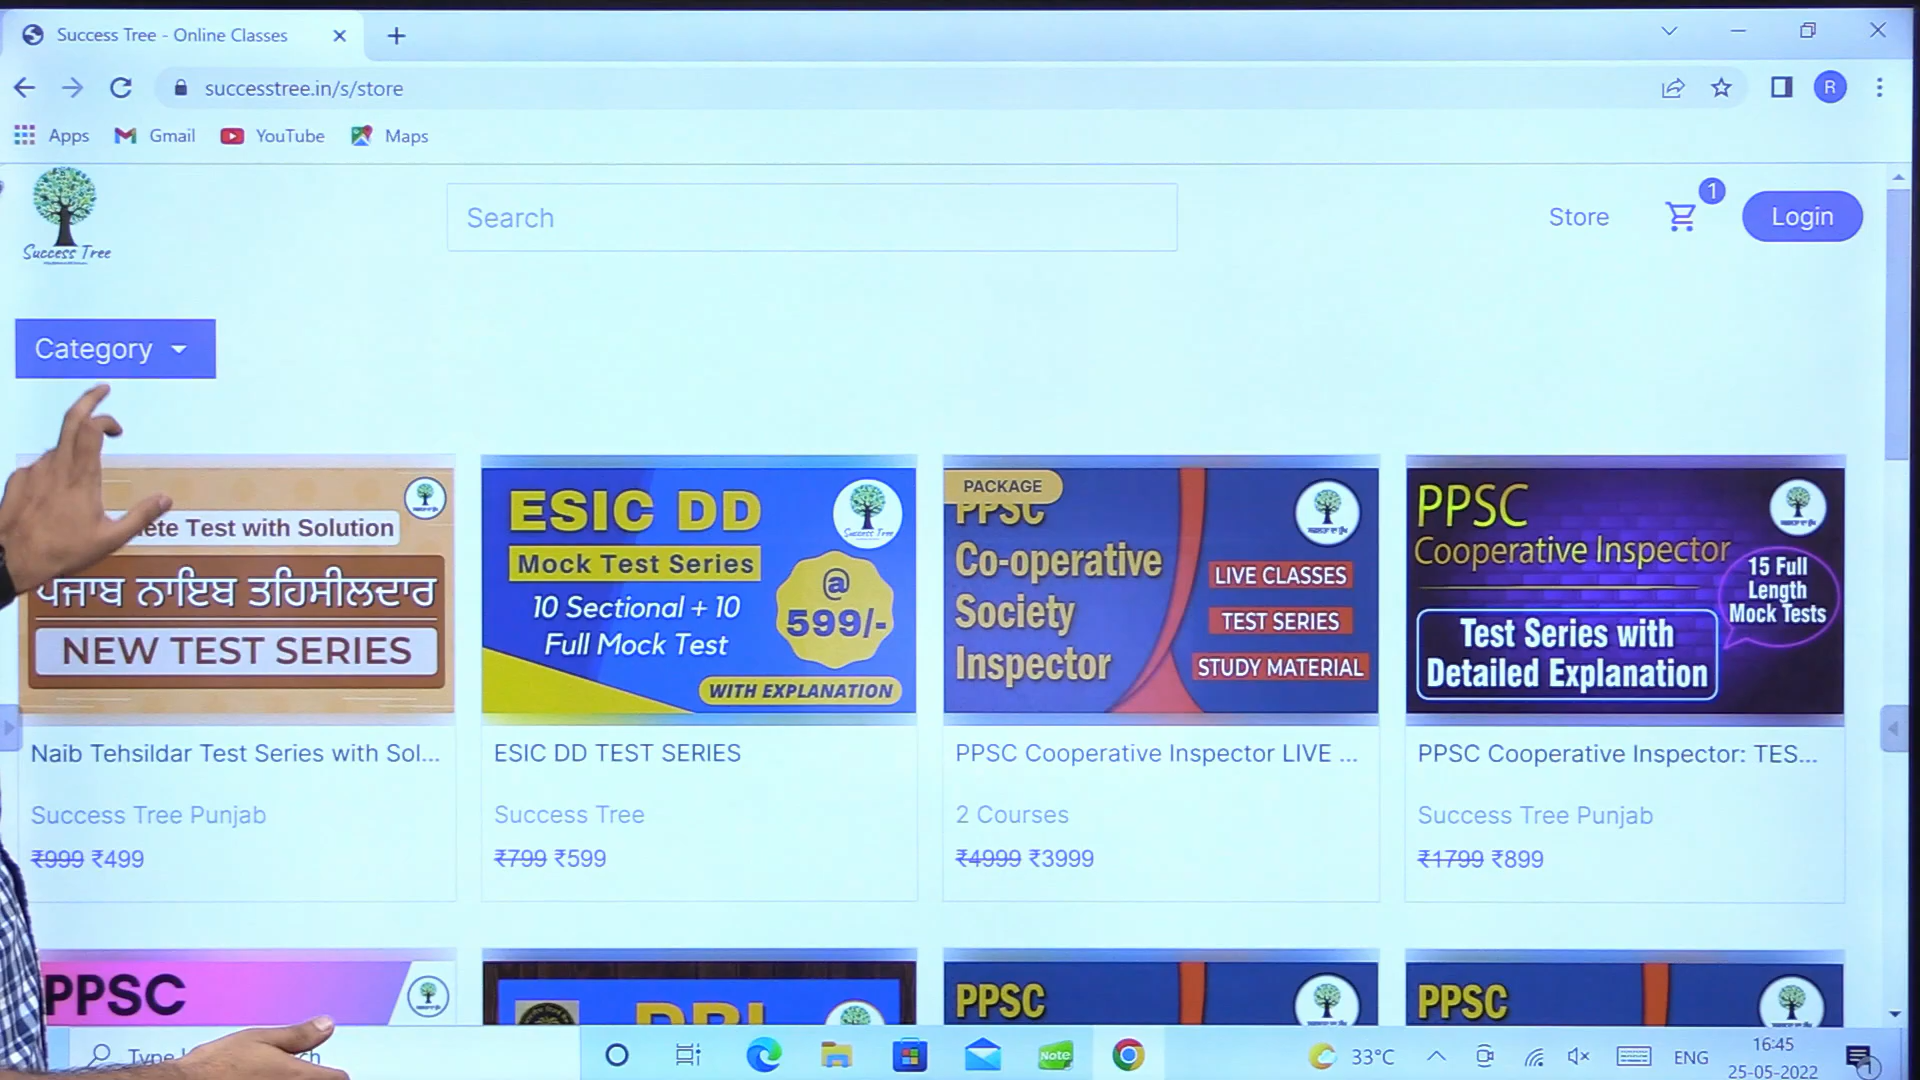 Success Tree - Online Classes
successtree.in/s/store
R
Apps
Gmail
YouTube
Maps
Success Tree
Search
Store
1
Login
Category
Test with Solution
ਪੰਜਾਬ ਨਾਇਬ ਤਹਿਸੀਲਦਾਰ
NEW TEST SERIES
ESIC DD
Success Tree
Mock Test Series
10 Sectional + 10
Full Mock Test
@
599/-
WITH EXPLANATION
PACKAGE
PPSC
Co-operative
Society
Inspector
LIVE CLASSES
TEST SERIES
STUDY MATERIAL
PPSC
Cooperative Inspector
15 Full
Length
Mock Tests
Test Series with
Detailed Explanation
Naib Tehsildar Test Series with Sol...
Success Tree Punjab
₹999 ₹499
ESIC DD TEST SERIES
Success Tree
₹799 ₹599
PPSC Cooperative Inspector LIVE ...
2 Courses
₹4999 ₹3999
PPSC Cooperative Inspector: TES...
Success Tree Punjab
₹1799 ₹899
PPSC
PPSC
PPSC
Note
33°C
ENG
16:45
25-05-2022
1